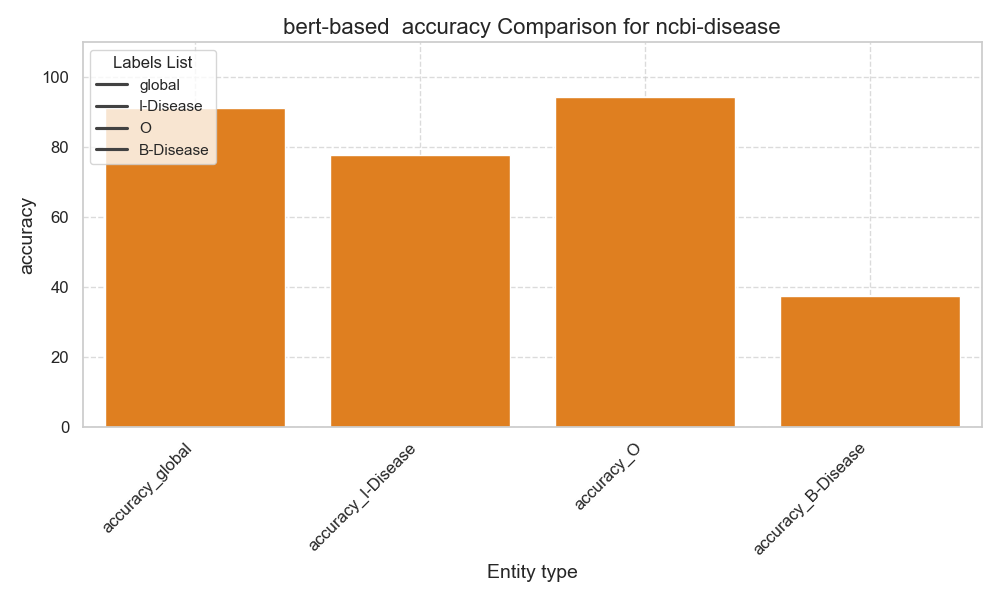 bert-based  accuracy Comparison for ncbi-disease
Labels List
global
I-Disease
O
B-Disease
accuracy
100
80
60
40
20
0
accuracy_global
accuracy_I-Disease
accuracy_O
accuracy_B-Disease
Entity type